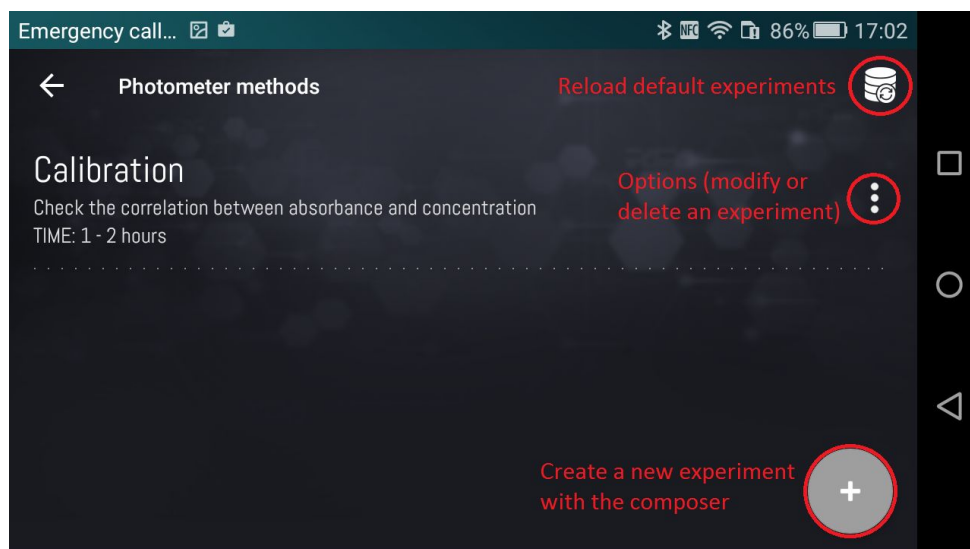 Emergency call... 86% 17:02
Photometer methods
Reload default experiments
Calibration
Check the correlation between absorbance and concentration
TIME: 1 - 2 hours
Options (modify or
delete an experiment)
Create a new experiment
with the composer
+